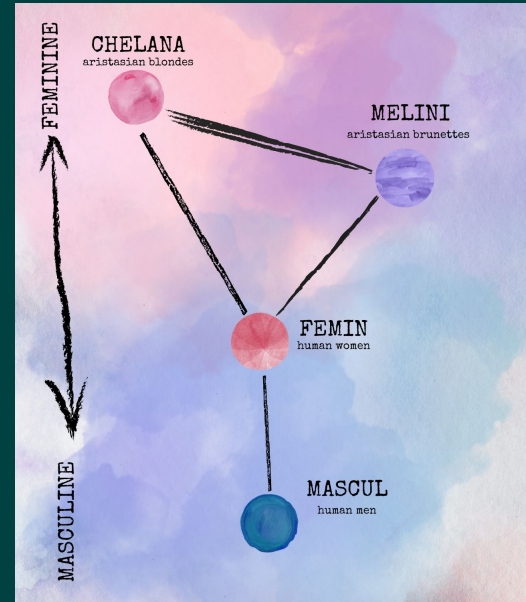 FEMININE
CHELANA
aristasian blondes
MELINI
aristasian brunettes
FEMIN
human women
MASCUL
human men
MASCULINE